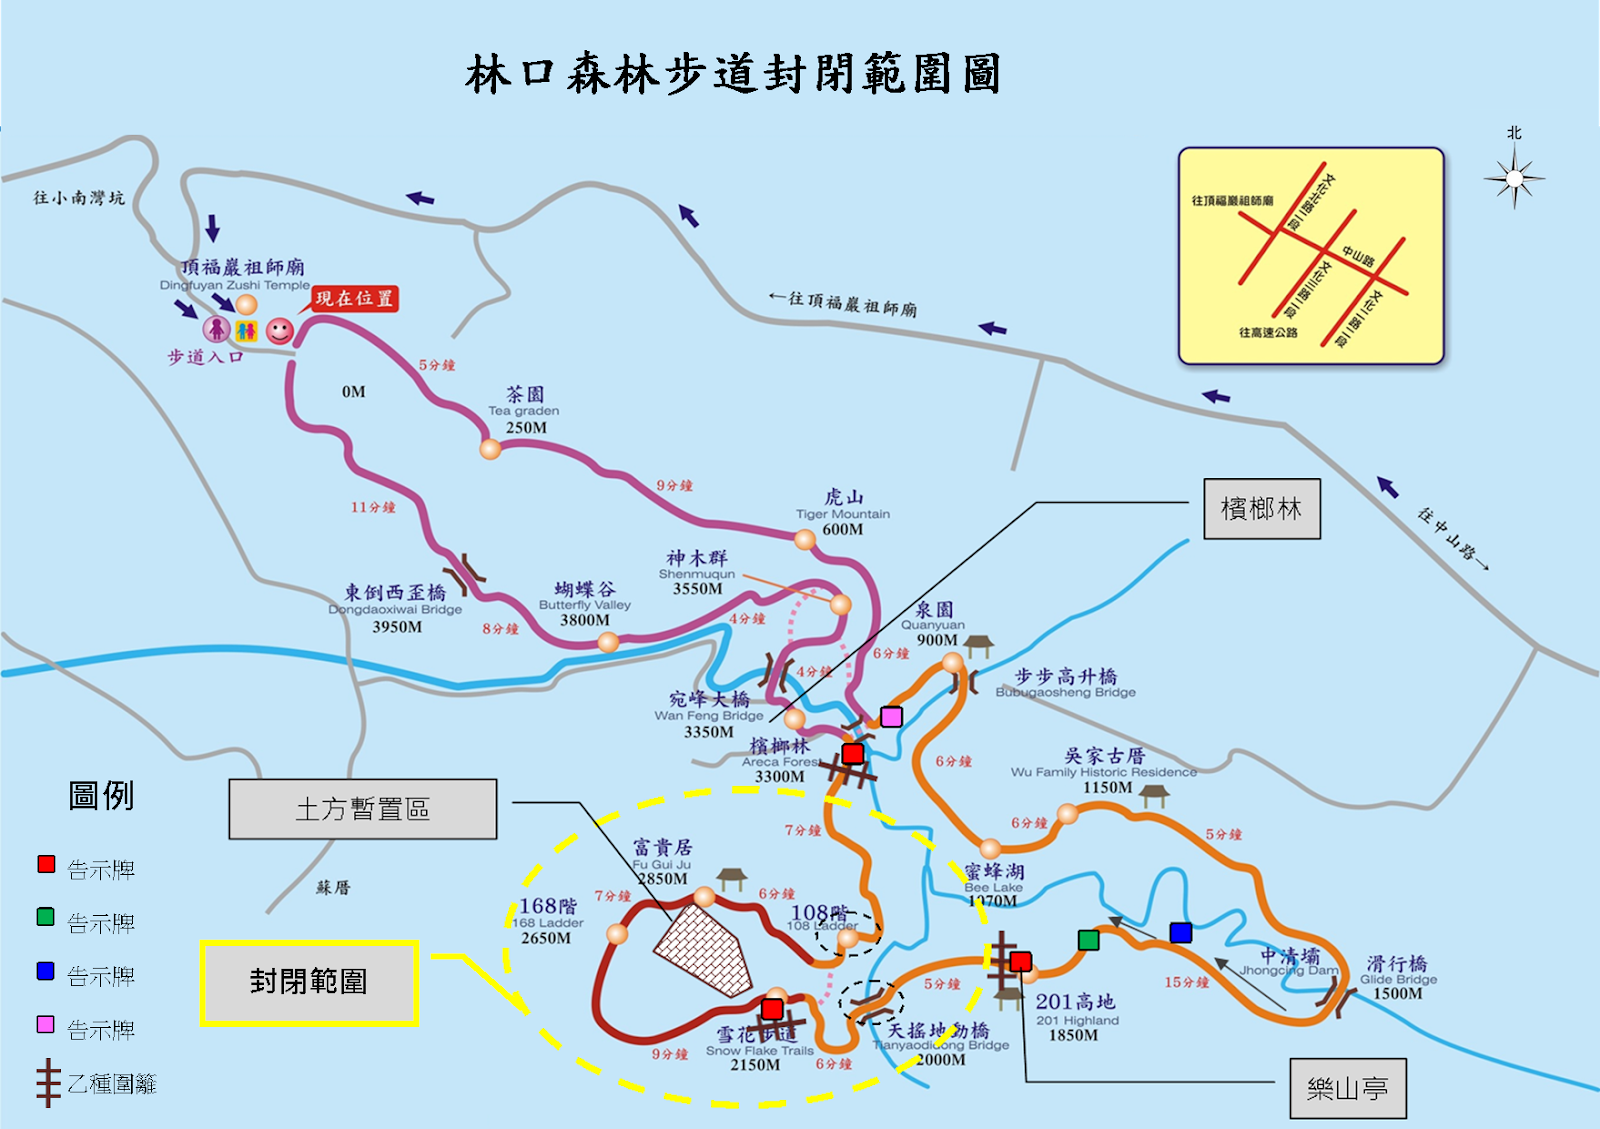 林口森林步道封閉範圍圖
北
往小南灣坑
頂福巖祖師廟
Dingfuyan Zushi Temple
現在位置
步道入口
0M
5分鐘
茶園
Tea graden
250M
←往頂福巖祖師廟
往中山路→
往頂福巖祖師廟
文化北路二段
中山路
文化三路二段
文化二路二段
往高速公路
11分鐘
9分鐘
虎山
Tiger Mountain
600M
檳榔林
神木群
Shenmuqun
3550M
東倒西歪橋
Dongdaoxiwai Bridge
3950M
蝴蝶谷
Butterfly Valley
3800M
8分鐘
4分鐘
4分鐘
6分鐘
泉園
Quanyuan
900M
步步高升橋
Bubugaosheng Bridge
宛峰大橋
Wan Feng Bridge
3350M
檳榔林
Areca Forest
3300M
6分鐘
吳家古厝
Wu Family Historic Residence
1150M
6分鐘
5分鐘
蜜蜂湖
Bee Lake
1070M
7分鐘
土方暫置區
蘇厝
富貴居
Fu Gui Ju
2850M
7分鐘
6分鐘
168階
168 Ladder
2650M
108階
108 Ladder
封閉範圍
中清壩
Jhongcing Dam
滑行橋
Glide Bridge
1500M
15分鐘
5分鐘
201高地
201 Highland
1850M
天搖地動橋
Tianyaodidong Bridge
2000M
雪花步道
Snow Flake Trails
2150M
9分鐘
6分鐘
樂山亭
圖例
告示牌
告示牌
告示牌
告示牌
乙種圍籬